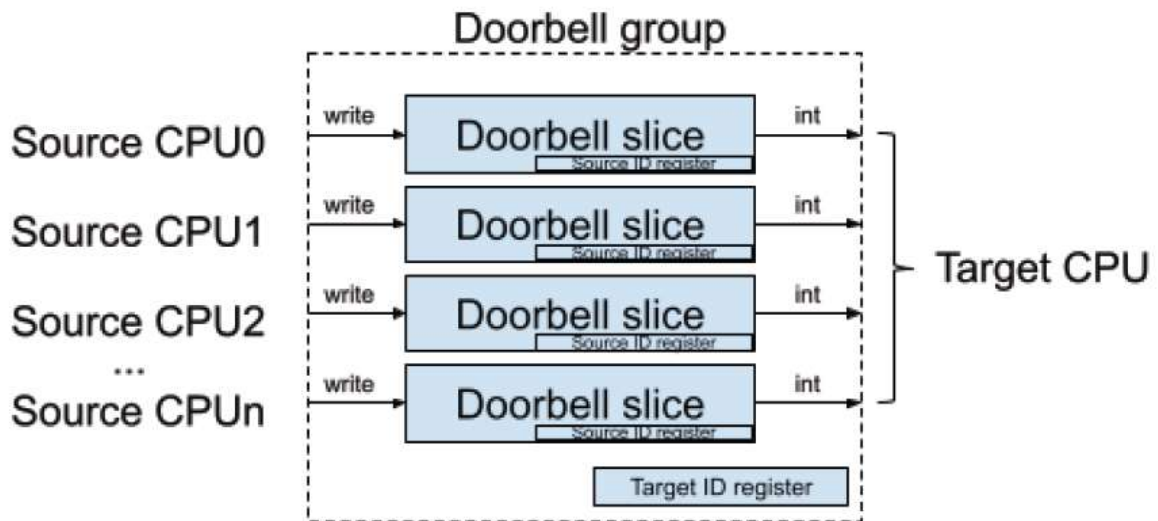 Doorbell group
Source CPU0 write Doorbell slice int
Source ID register
Source CPU1 write Doorbell slice int
Source ID register
Target CPU
Source CPU2 write Doorbell slice int
Source ID register
...
Source CPUn write Doorbell slice int
Source ID register
Target ID register